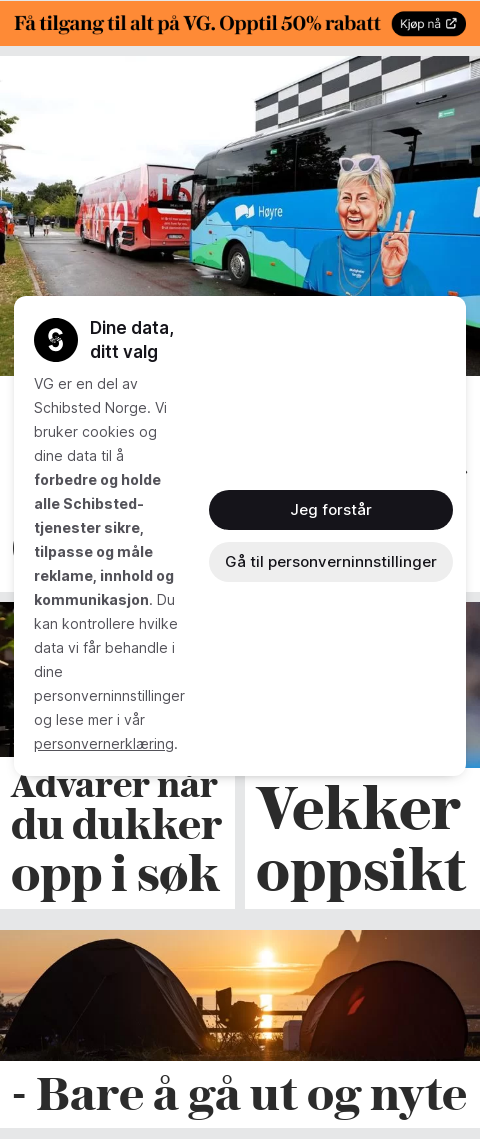 Få tilgang til alt på VG. Opptil 50% rabatt
Kjøp nå
Høyre
Dine data,
ditt valg
VG er en del av
Schibsted Norge. Vi
bruker cookies og
dine data til å
forbedre og holde
alle Schibsted-
tjenester sikre,
tilpasse og måle
reklame, innhold og
kommunikasjon. Du
kan kontrollere hvilke
data vi får behandle i
dine
personverninnstillinger
og lese mer i vår
personvernerklæring.
Jeg forstår
Gå til personverninnstillinger
Advarer når
du dukker
opp i søk
Vekker
oppsikt
- Bare å gå ut og nyte